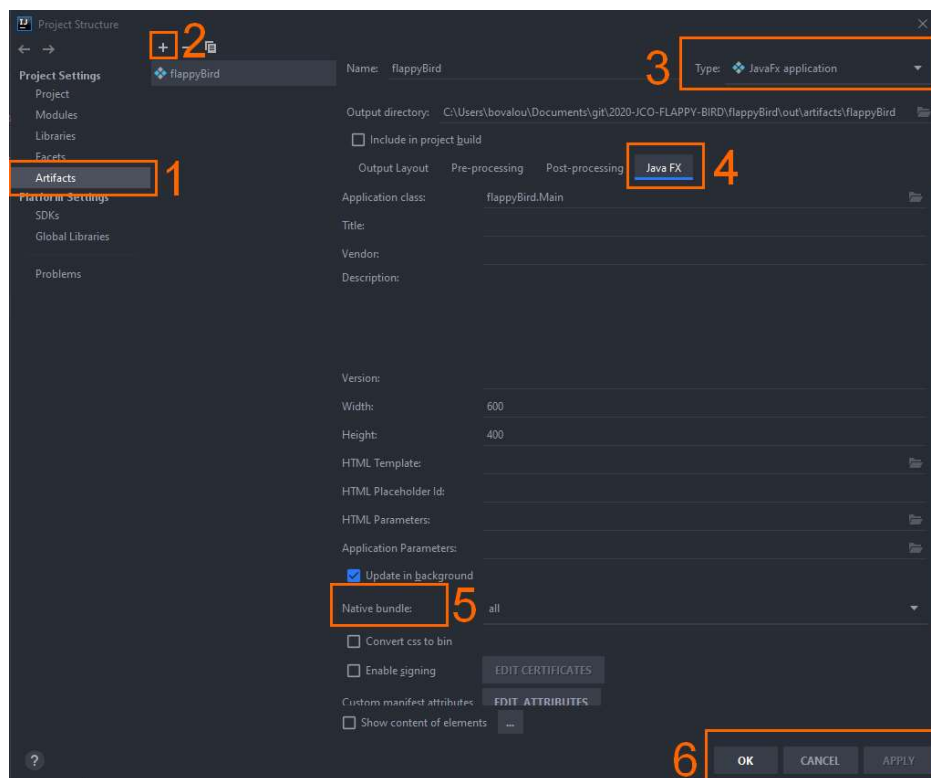 Project Structure
2
Project Settings
Project
Modules
Libraries
Facets
Artifacts
1
Platform Settings
SDKs
Global Libraries
Problems
flappyBird
Name: flappyBird
3
Type: JavaFx application
Output directory: C:\Users\bovalou\Documents\git\2020-JCO-FLAPPY-BIRD\flappyBird\out\artifacts\flappyBird
Include in project build
Output Layout Pre-processing Post-processing Java FX 4
Application class: flappyBird.Main
Title:
Vendor:
Description:
Version:
Width: 600
Height: 400
HTML Template:
HTML Placeholder Id:
HTML Parameters:
Application Parameters:
Update in background
Native bundle: 5 all
Convert css to bin
Enable signing EDIT CERTIFICATES
Custom manifest attributes EDIT ATTRIBUTES
Show content of elements ...
? 6 OK CANCEL APPLY